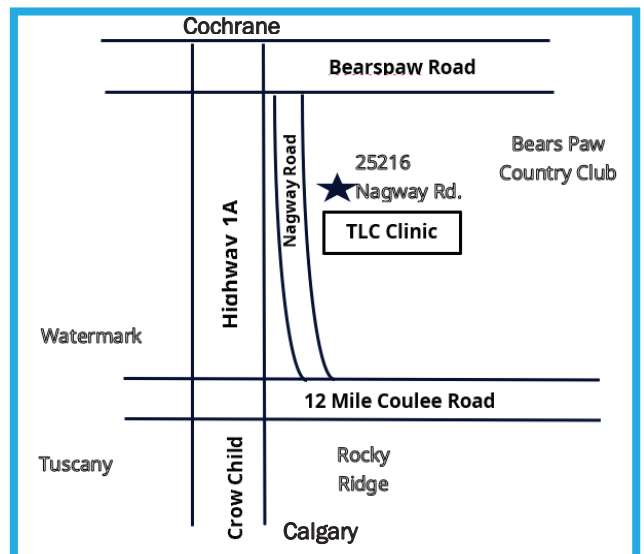 Cochrane
Bearspaw Road
Bears Paw
Country Club
25216
Nagway Rd.
Nagway Road
TLC Clinic
Highway 1A
Watermark
12 Mile Coulee Road
Tuscany
Crow Child
Rocky
Ridge
Calgary